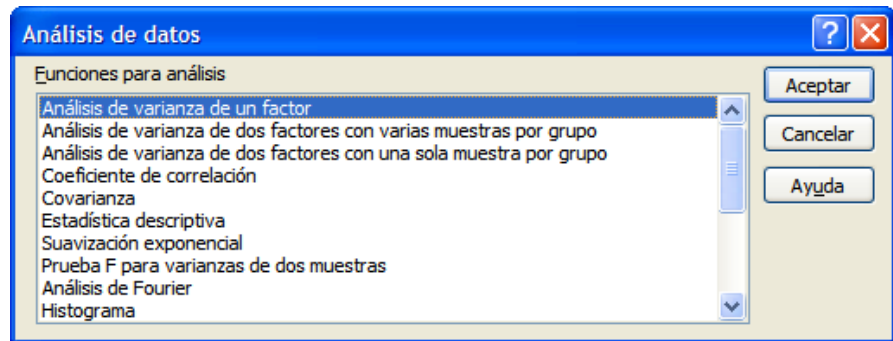 Análisis de datos
Funciones para análisis
Análisis de varianza de un factor
Análisis de varianza de dos factores con varias muestras por grupo
Análisis de varianza de dos factores con una sola muestra por grupo
Coeficiente de correlación
Covarianza
Estadística descriptiva
Suavización exponencial
Prueba F para varianzas de dos muestras
Análisis de Fourier
Histograma
Aceptar
Cancelar
Ayuda